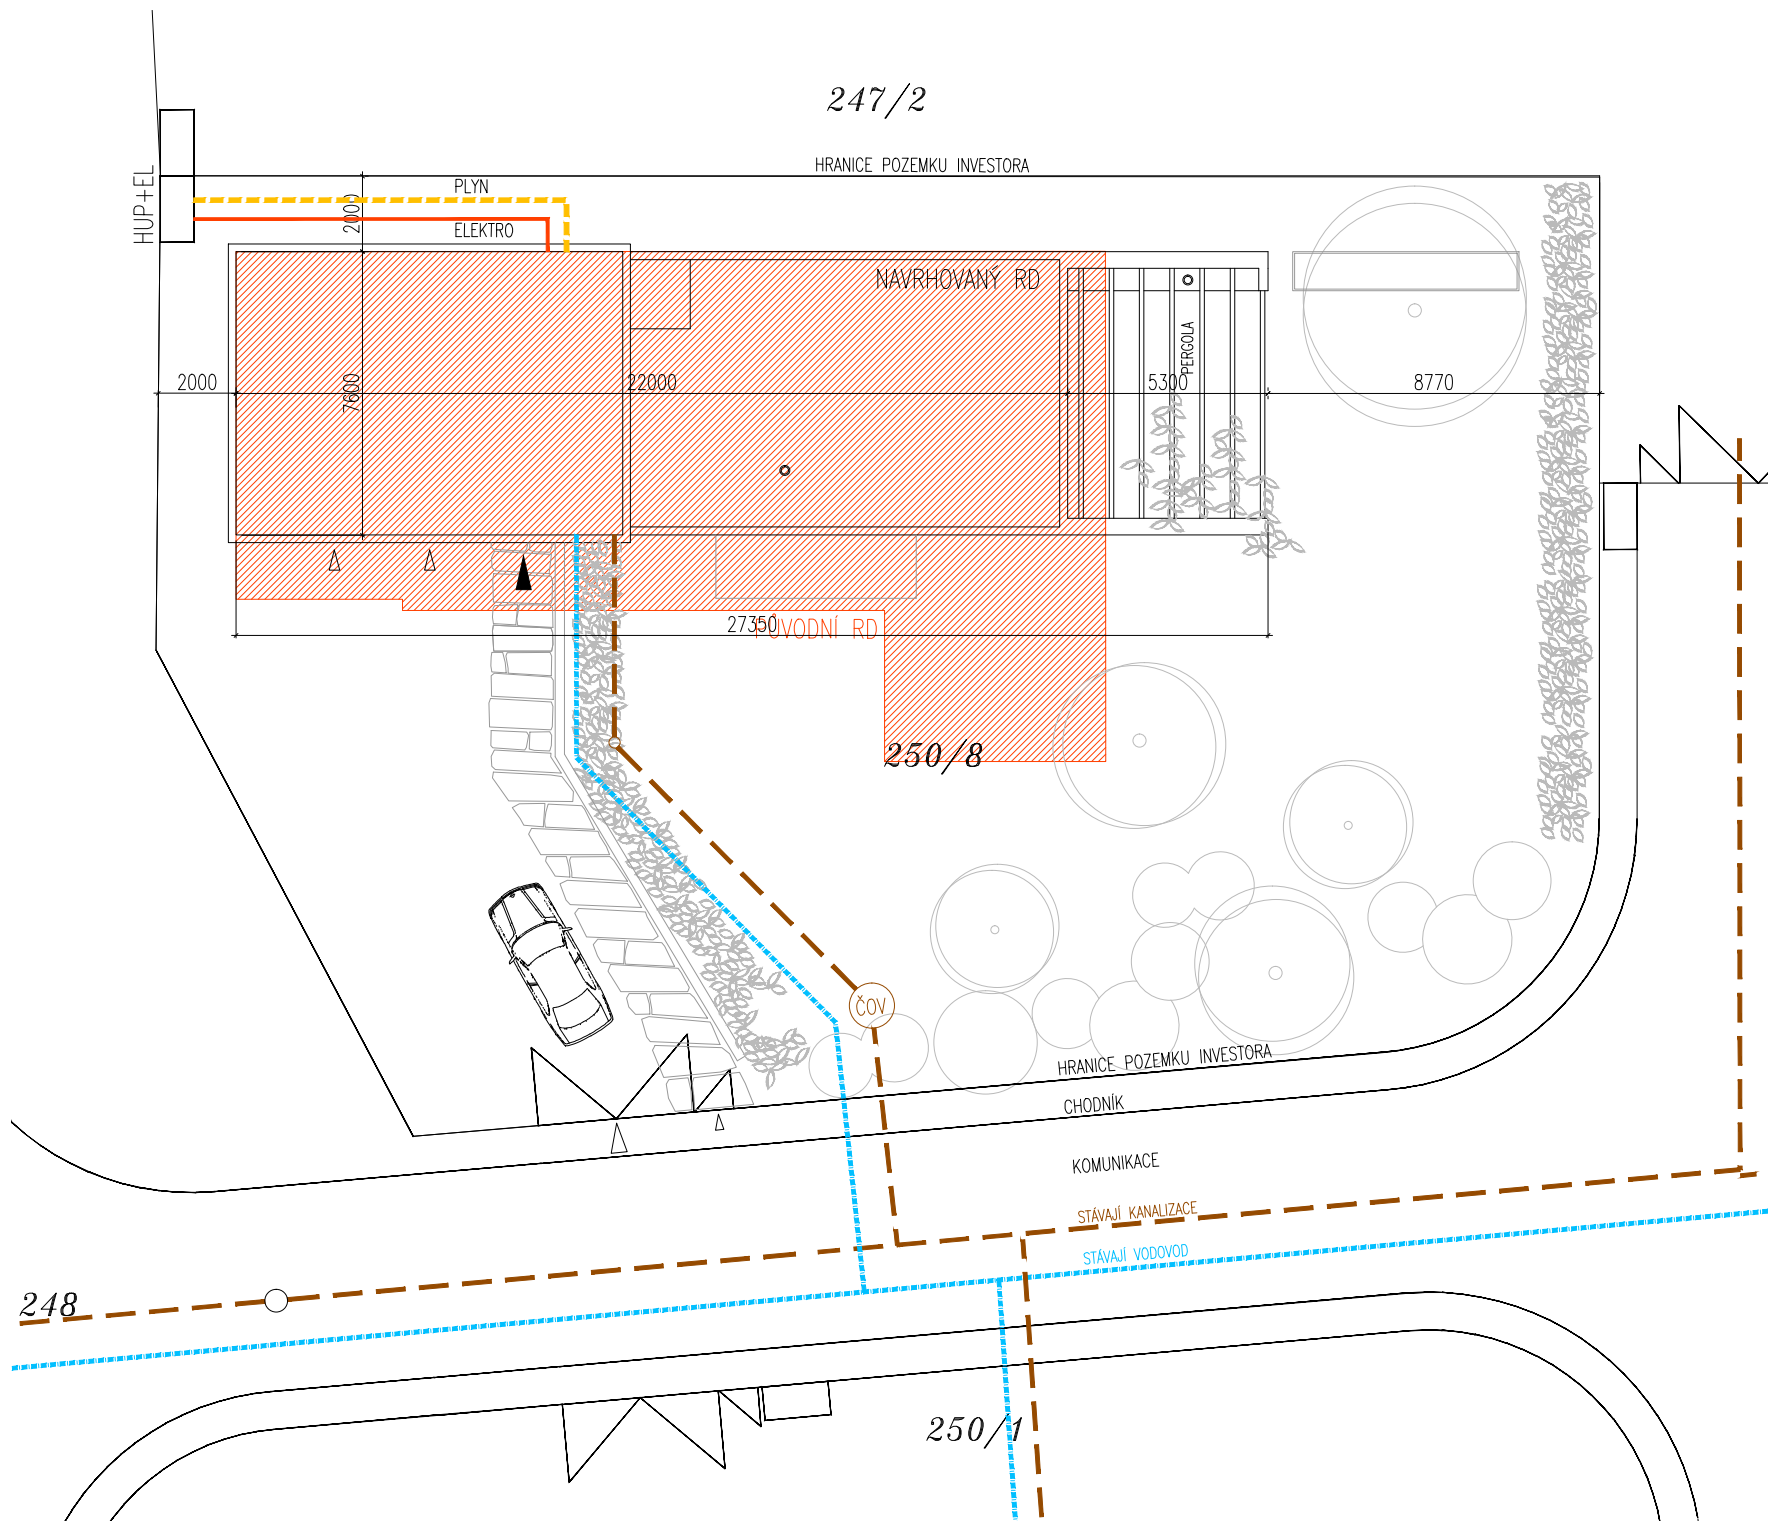 247/2
HRANICE POZEMKU INVESTORA
HUP+EL
PLYN
2000
ELEKTRO
NAVRHOVANÝ RD
PERGOLA
2000
7600
22000
5300
8770
27350
PŮVODNÍ RD
250/8
ČOV
HRANICE POZEMKU INVESTORA
CHODNÍK
KOMUNIKACE
STÁVAJÍ KANALIZACE
STÁVAJÍ VODOVOD
248
250/1